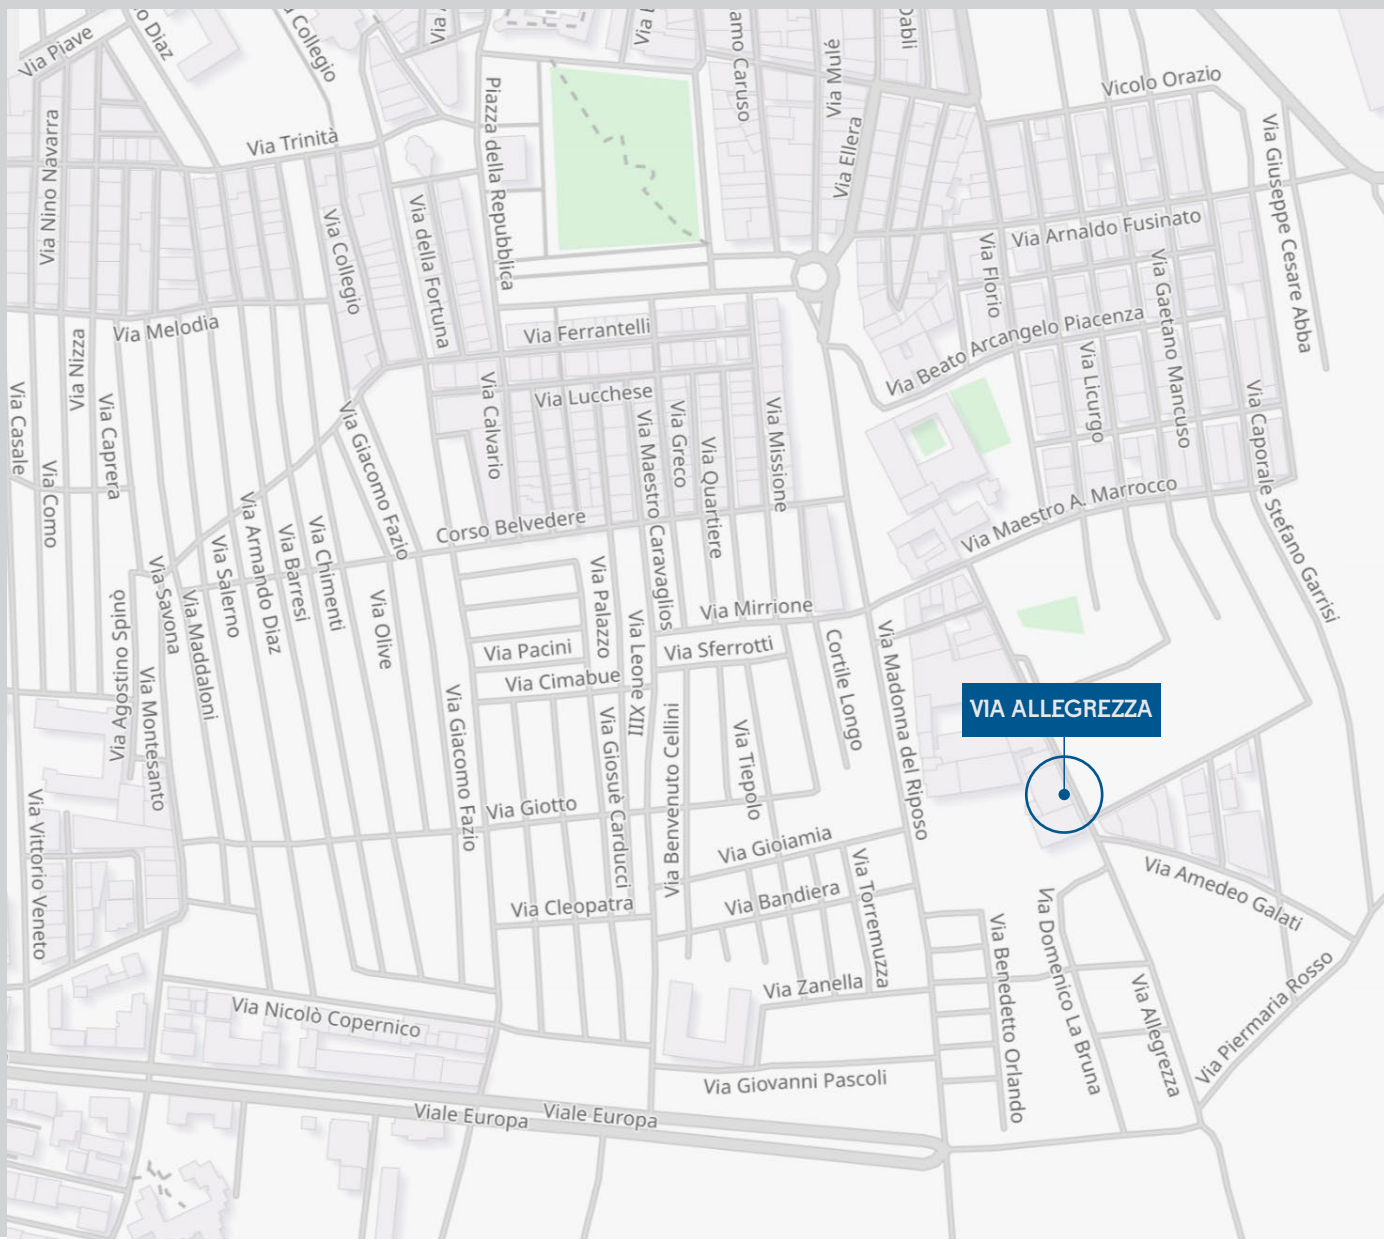 Via Piave
o Diaz
Collegio
Via
Via P
amo Caruso
Via Mulé
Dabli
Vicolo Orazio
Via Nino Navarra
Via Trinità
Piazza della Repubblica
Via Ellera
Via Giuseppe Cesare Abba
Via Collegio
Via della Fortuna
Via Arnaldo Fusinato
Via Florio
Via Gaetano Mancuso
Via Melodia
Via Ferrantelli
Via Beato Arcangelo Piacenza
Via Nizza
Via Licurgo
Via Casale
Via Caprera
Via Giacomo Fazio
Via Calvario
Via Lucchese
Via Maestro Caravaglios
Via Greco
Via Quartiere
Via Missione
Via Caporale Stefano Garrisi
Via Como
Corso Belvedere
Via Maestro A. Marrocco
Via Armando Diaz
Via Salerno
Via Barresi
Via Chimenti
Via Savona
Via Maddaloni
Via Olive
Via Agostino Spinò
Via Montesanto
Via Palazzo
Via Leone XIII
Via Mirrione
Via Sferrotti
Via Pacini
Via Cimabue
Cortile Longo
Via Madonna del Riposo
VIA ALLEGREZZA
Via Giacomo Fazio
Via Giosuè Carducci
Via Benvenuto Cellini
Via Tiepolo
Via Giotto
Via Vittorio Veneto
Via Gioiamia
Via Bandiera
Via Torremuzza
Via Cleopatra
Via Amedeo Galati
Via Domenico La Bruna
Via Benedetto Orlando
Via Zanella
Via Allegrezza
Via Piermaria Rosso
Via Nicolò Copernico
Via Giovanni Pascoli
Viale Europa
Viale Europa